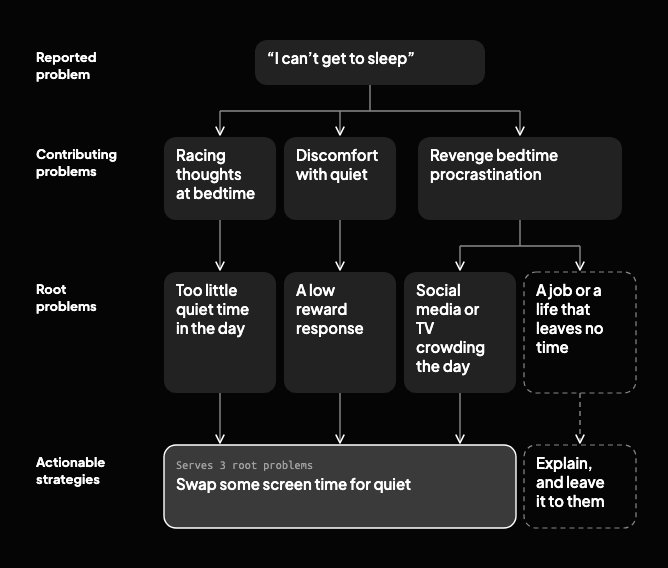 Reported
problem
“I can’t get to sleep”
Contributing
problems
Racing
thoughts
at bedtime
Discomfort
with quiet
Revenge bedtime
procrastination
Root
problems
Too little
quiet time
in the day
A low
reward
response
Social
media or
TV
crowding
the day
A job or a
life that
leaves no
time
Actionable
strategies
Serves 3 root problems
Swap some screen time for quiet
Explain,
and leave
it to them